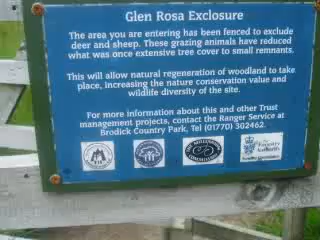 Glen Rosa Exclosure
The area you are entering has been fenced to exclude
deer and sheep. These grazing animals have reduced
what was once extensive tree cover to small remnants.
This will allow natural regeneration of woodland to take
place, increasing the nature conservation value and
wildlife diversity of the site.
For more information about this and other Trust
management projects, contact the Ranger Service at
Brodick Country Park, Tel (01770) 302462.